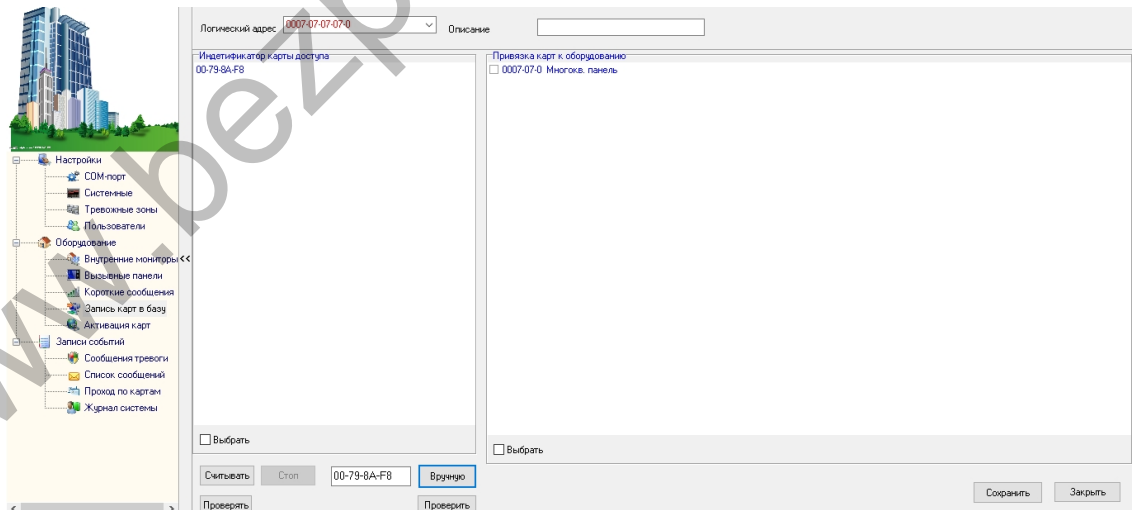 Логический адрес 0007-07-07-07-0 Описание
Индетификатор карты доступа
00-79-8A-F8
Привязка карт к оборудованию
0007-07-0 Многокв. панель
Настройки
COM-порт
Системные
Тревожные зоны
Пользователи
Оборудование
Внутренние мониторы <<
Вызывные панели
Короткие сообщения
Запись карт в базу
Активация карт
Записи событий
Сообщения тревоги
Список сообщений
Проход по картам
Журнал системы
Выбрать
Выбрать
Считывать Стоп 00-79-8A-F8 Вручную
Проверять Проверить
Сохранить Закрыть
www.bezp